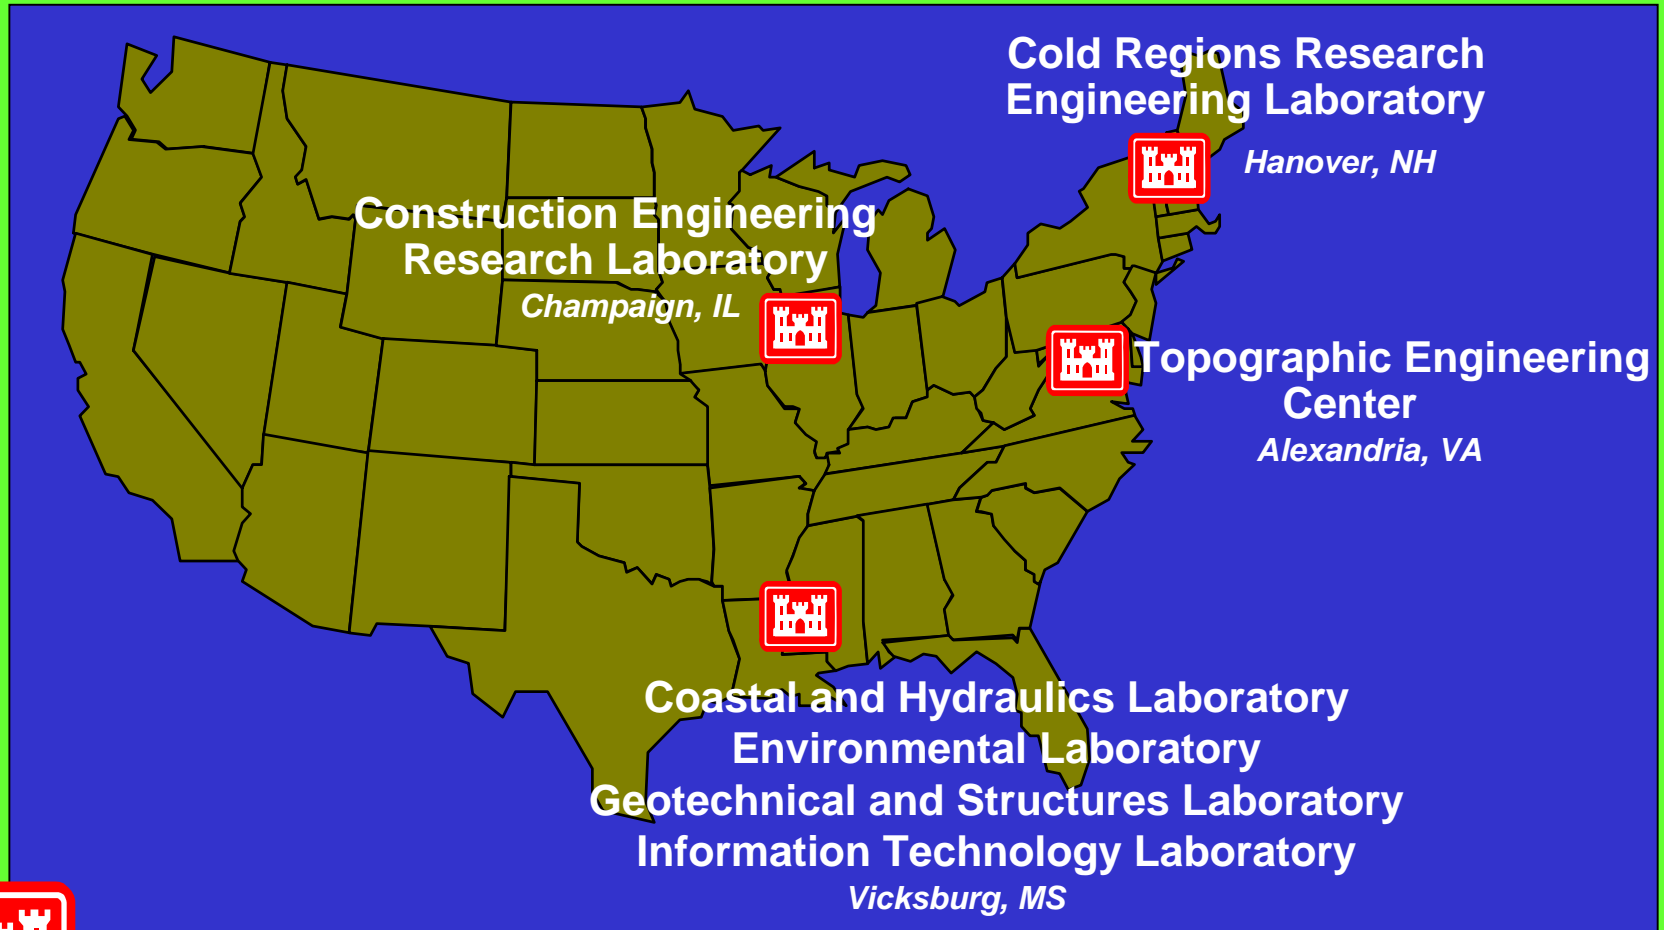 Cold Regions Research
Engineering Laboratory
Hanover, NH
Construction Engineering
Research Laboratory
Champaign, IL
Topographic Engineering
Center
Alexandria, VA
Coastal and Hydraulics Laboratory
Environmental Laboratory
Geotechnical and Structures Laboratory
Information Technology Laboratory
Vicksburg, MS